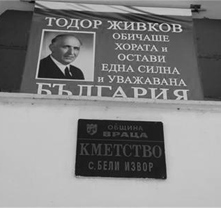 ТОДОР ЖИВКОВ
ОБИЧАШЕ
ХОРАТА И
ОСТАВИ
ЕДНА СИЛНА
И УВАЖАВАНА
БЪЛГАРИЯ
ОБЩИНА
ВРАЦА
КМЕТСТВО
С. БЕЛИ ИЗВОР